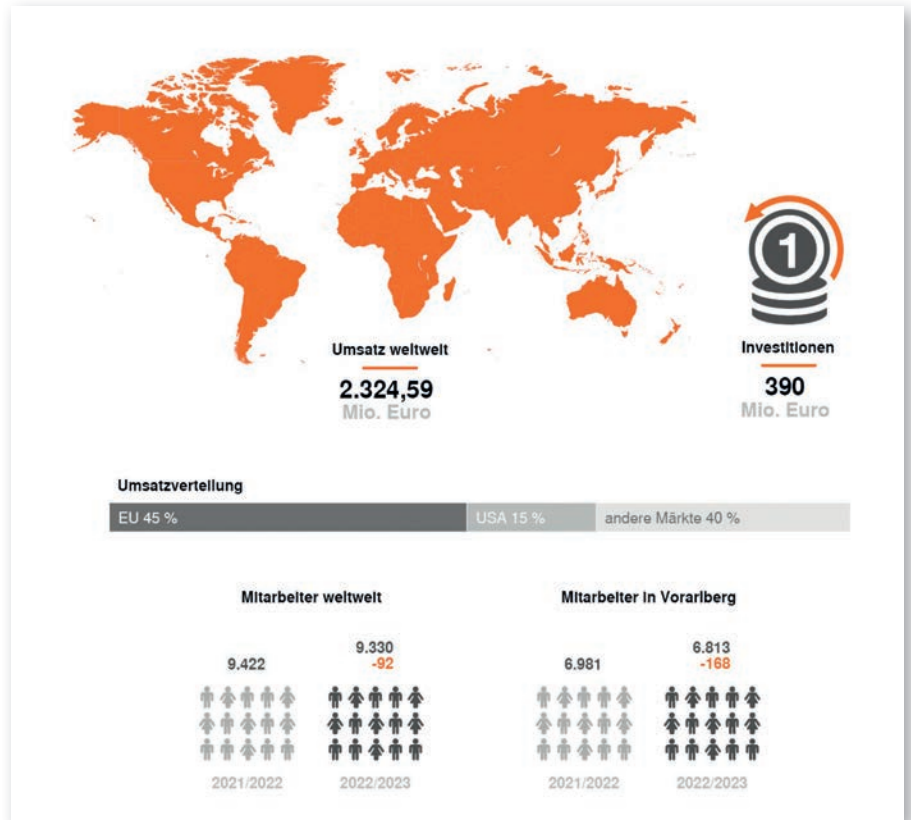 1
Umsatz weltweit
2.324,59
Mio. Euro
Investitionen
390
Mio. Euro
Umsatzverteilung
EU 45 %
USA 15 %
andere Märkte 40 %
Mitarbeiter weltweit
9.422
9.330
-92
2021/2022
2022/2023
Mitarbeiter in Vorarlberg
6.981
6.813
-168
2021/2022
2022/2023